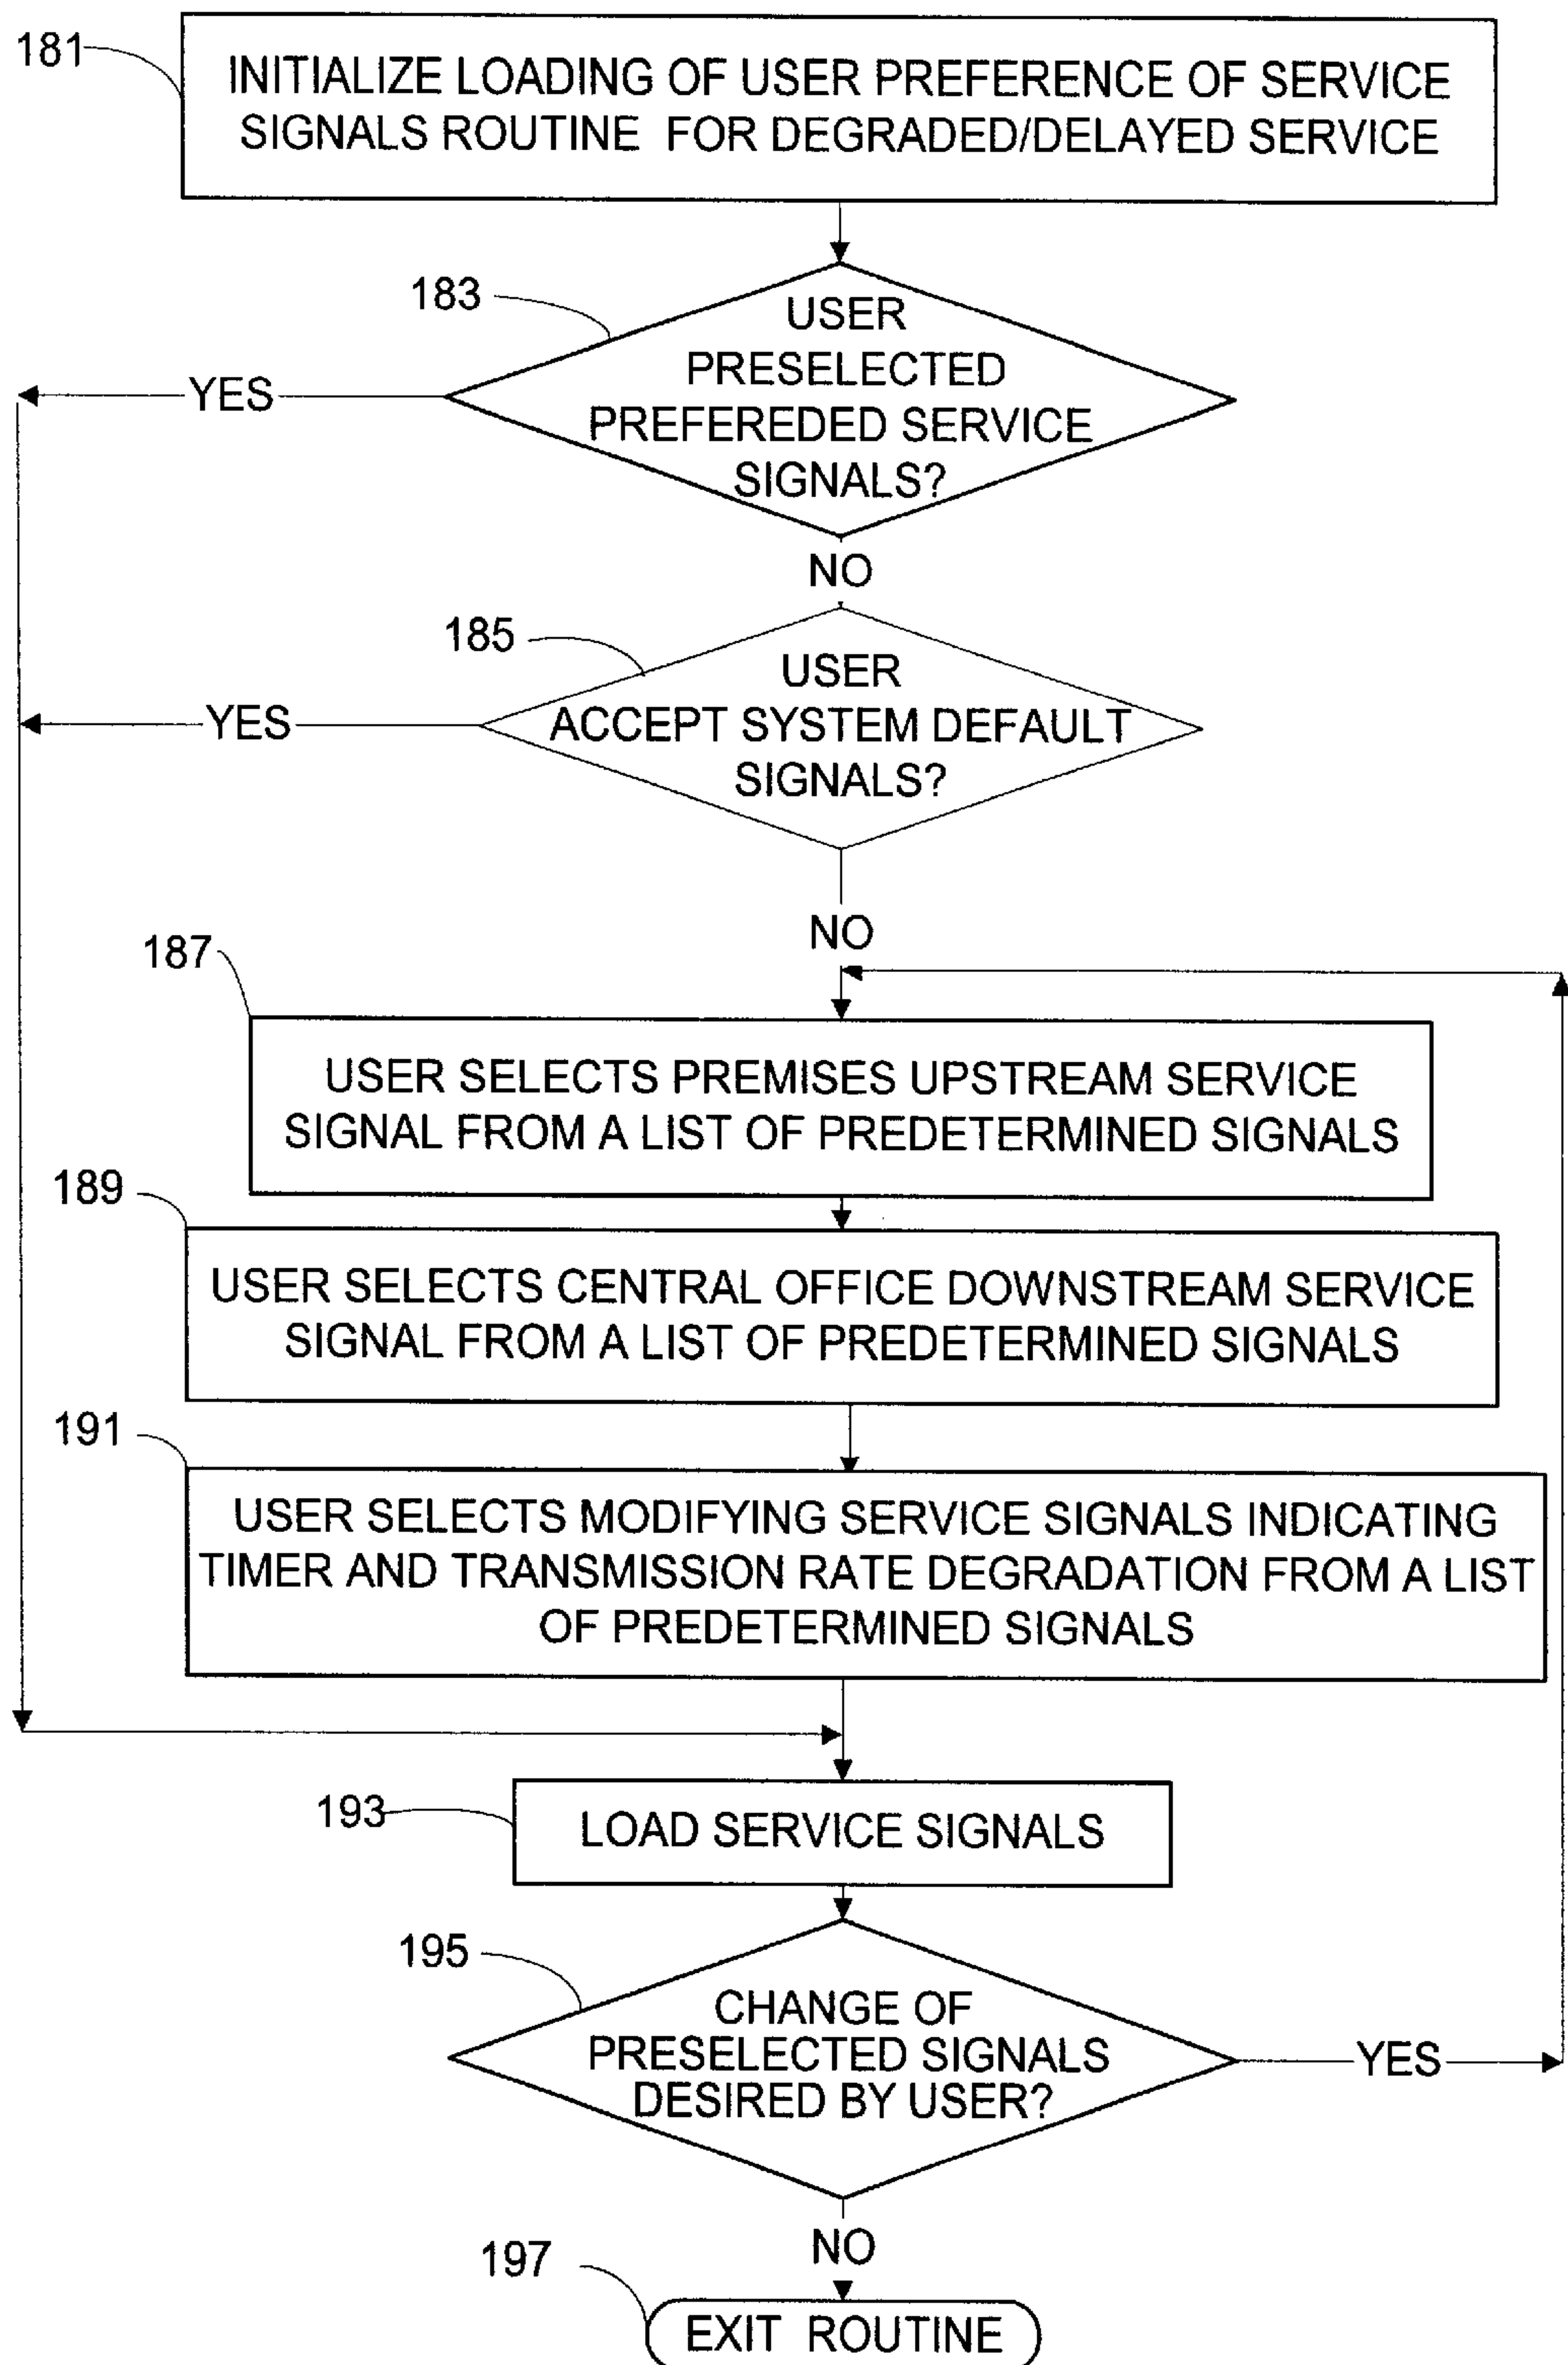 181
INITIALIZE LOADING OF USER PREFERENCE OF SERVICE
SIGNALS ROUTINE FOR DEGRADED/DELAYED SERVICE
183
USER
PRESELECTED
PREFEREDED SERVICE
SIGNALS?
YES
NO
185
USER
ACCEPT SYSTEM DEFAULT
SIGNALS?
YES
NO
187
USER SELECTS PREMISES UPSTREAM SERVICE
SIGNAL FROM A LIST OF PREDETERMINED SIGNALS
189
USER SELECTS CENTRAL OFFICE DOWNSTREAM SERVICE
SIGNAL FROM A LIST OF PREDETERMINED SIGNALS
191
USER SELECTS MODIFYING SERVICE SIGNALS INDICATING
TIMER AND TRANSMISSION RATE DEGRADATION FROM A LIST
OF PREDETERMINED SIGNALS
193
LOAD SERVICE SIGNALS
195
CHANGE OF
PRESELECTED SIGNALS
DESIRED BY USER?
YES
NO
197
EXIT ROUTINE